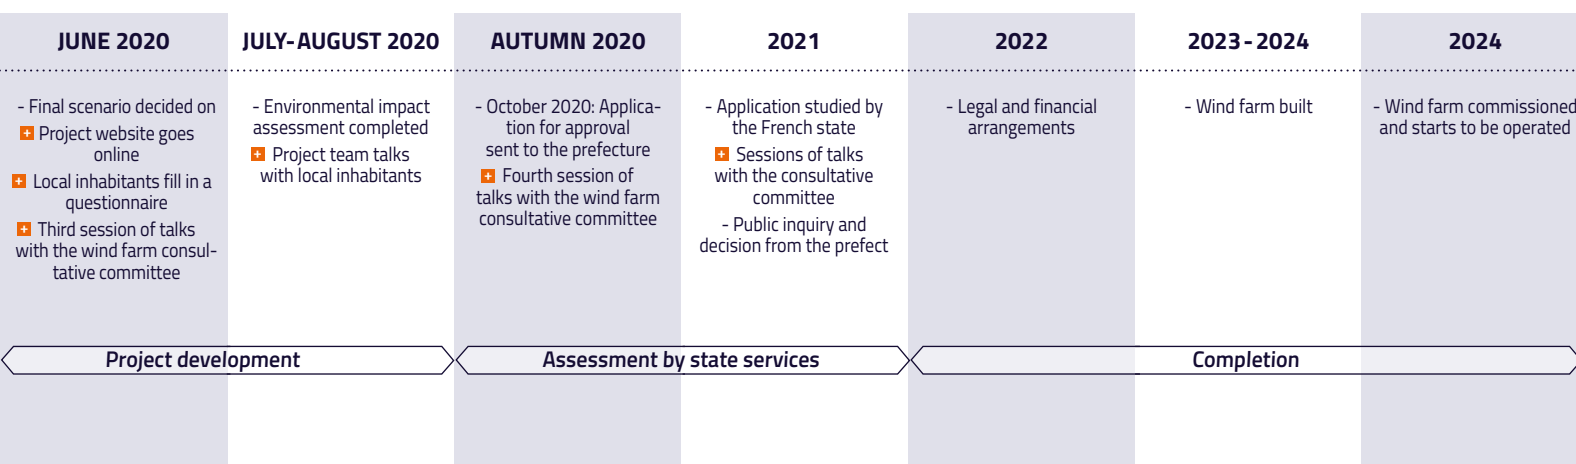 JUNE 2020
- Final scenario decided on
+ Project website goes
online
+ Local inhabitants fill in a
questionnaire
+ Third session of talks
with the wind farm consul-
tative committee
JULY-AUGUST 2020
- Environmental impact
assessment completed
+ Project team talks
with local inhabitants
AUTUMN 2020
- October 2020: Applica-
tion for approval
sent to the prefecture
+ Fourth session of
talks with the wind farm
consultative committee
2021
- Application studied by
the French state
+ Sessions of talks
with the consultative
committee
- Public inquiry and
decision from the prefect
2022
- Legal and financial
arrangements
2023-2024
- Wind farm built
2024
- Wind farm commissioned
and starts to be operated
Project development
Assessment by state services
Completion